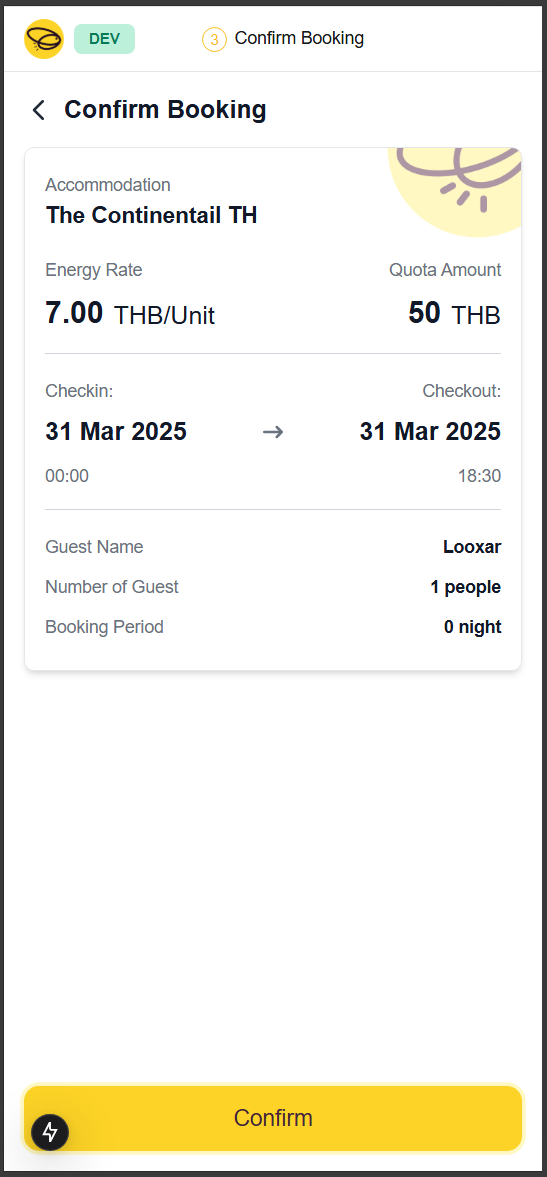 DEV
3 Confirm Booking
Confirm Booking
Accommodation
The Continentail TH
Energy Rate Quota Amount
7.00 THB/Unit 50 THB
Checkin: Checkout:
31 Mar 2025 → 31 Mar 2025
00:00 18:30
Guest Name Looxar
Number of Guest 1 people
Booking Period 0 night
Confirm